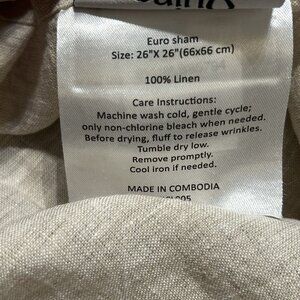 Euro sham
Size: 26"X 26"(66x66 cm)
100% Linen
Care Instructions:
Machine wash cold, gentle cycle;
only non-chlorine bleach when needed.
Before drying, fluff to release wrinkles.
Tumble dry low.
Remove promptly.
Cool iron if needed.
MADE IN COMBODIA